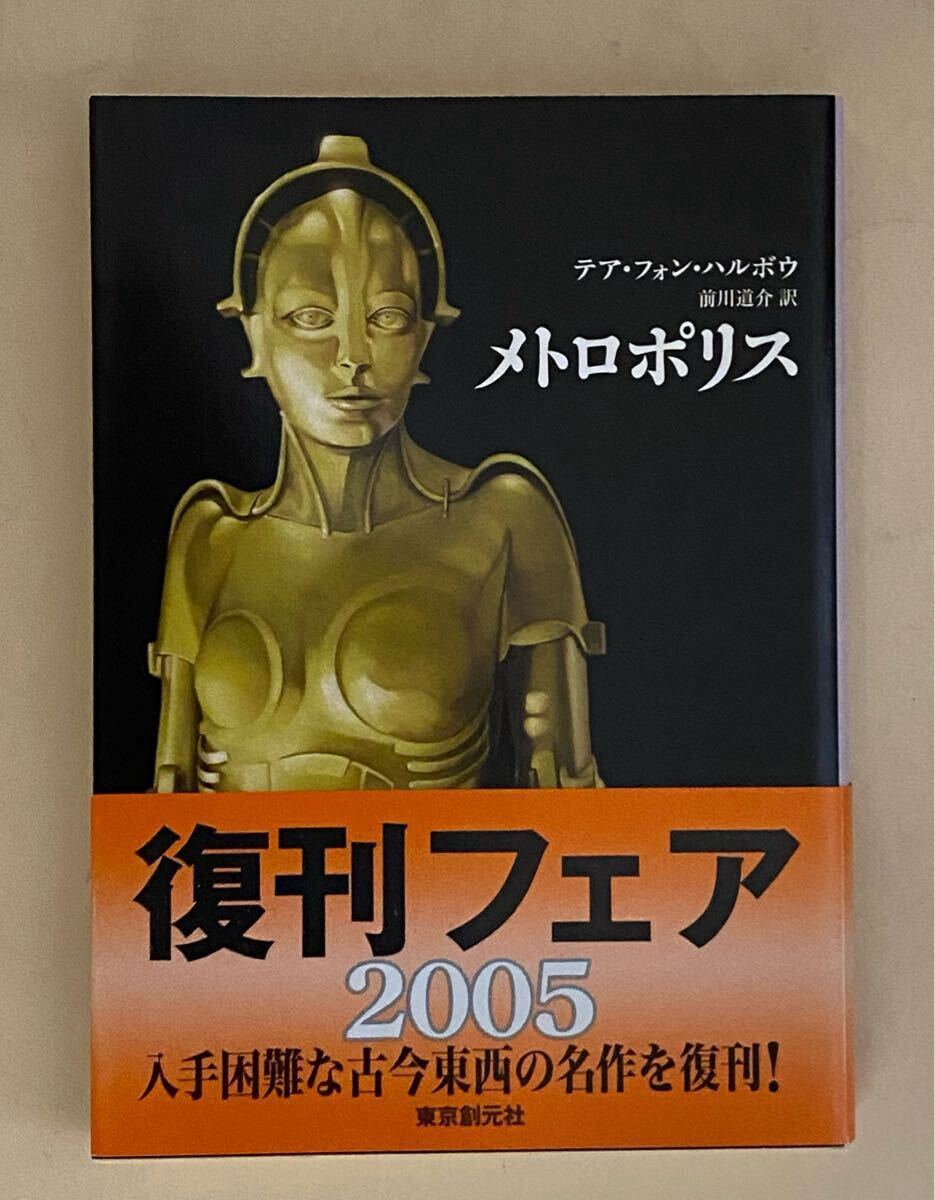 テア・フォン・ハルボウ
前川道介 訳
メトロポリス
復刊フェア
2005
入手困難な古今東西の名作を復刊!
東京創元社